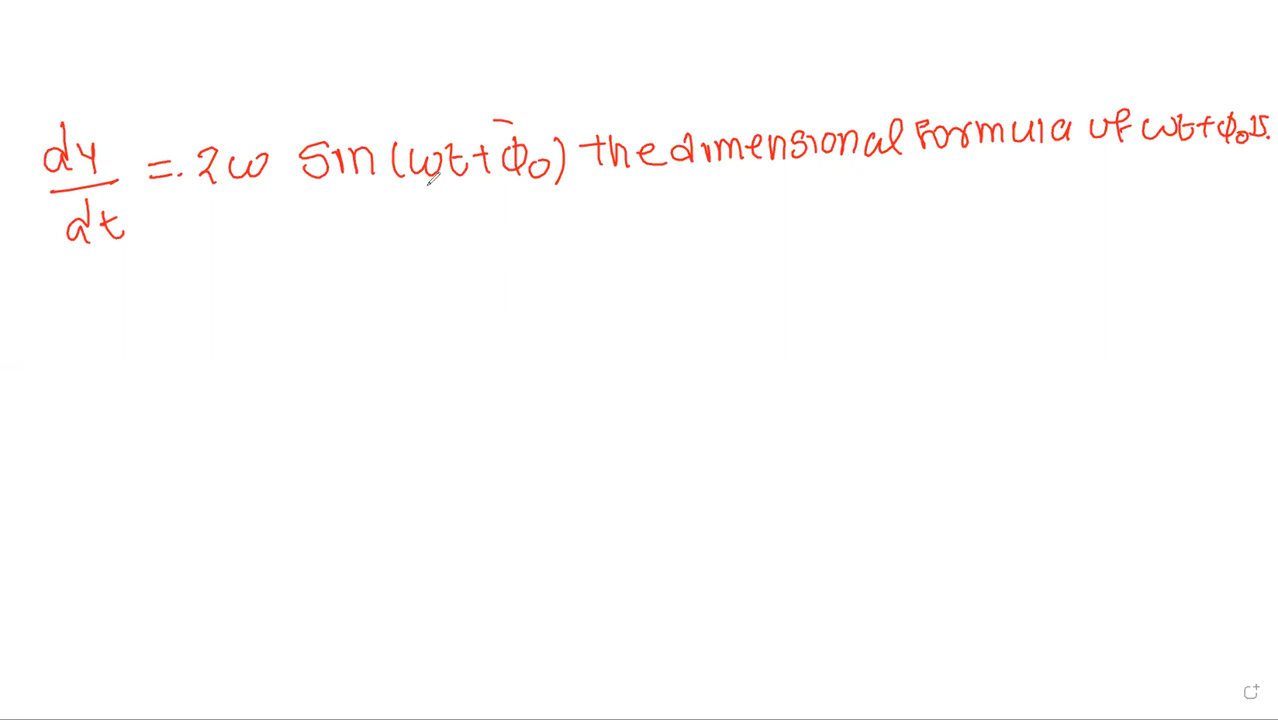 dy/dt = 2ω sin (ωt + Φ₀) the dimensional formula of ωt + Φ₀ is.